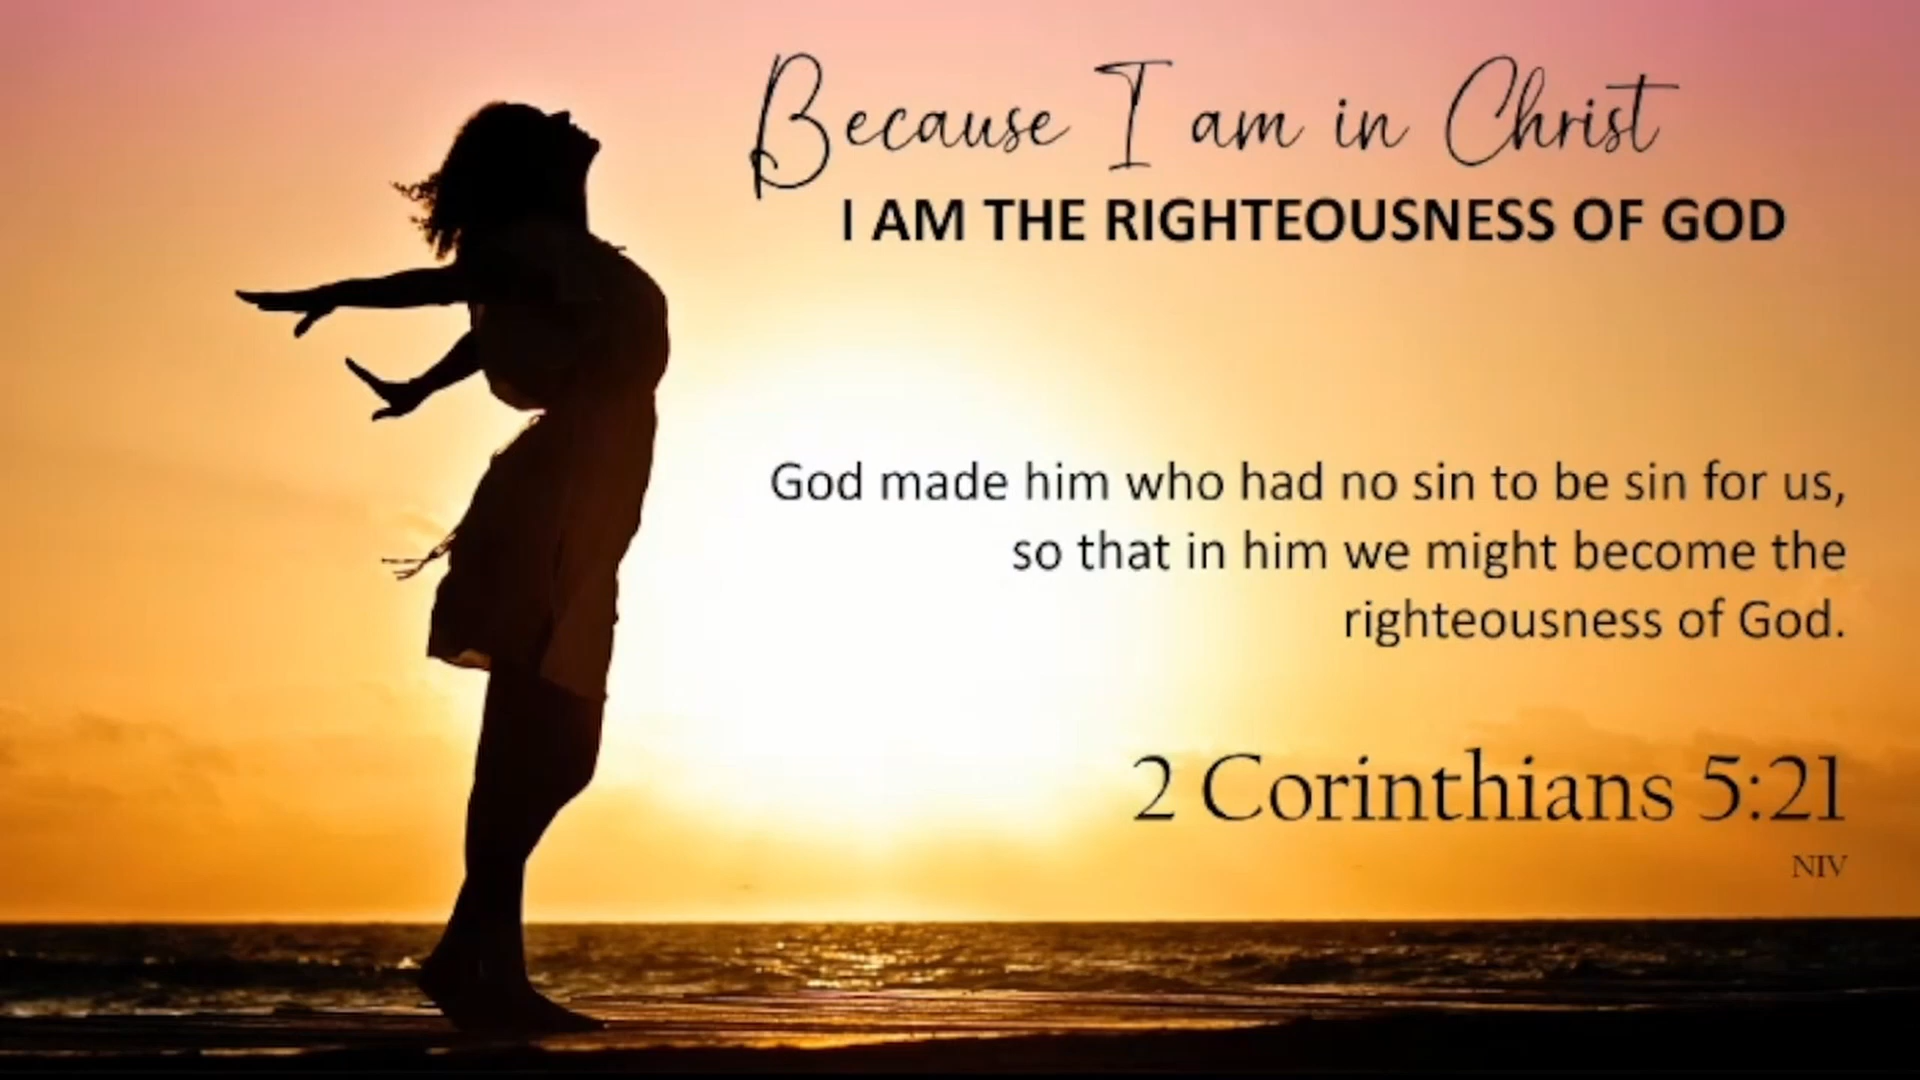 Because I am in Christ
I AM THE RIGHTEOUSNESS OF GOD
God made him who had no sin to be sin for us,
so that in him we might become the
righteousness of God.
2 Corinthians 5:21
NIV